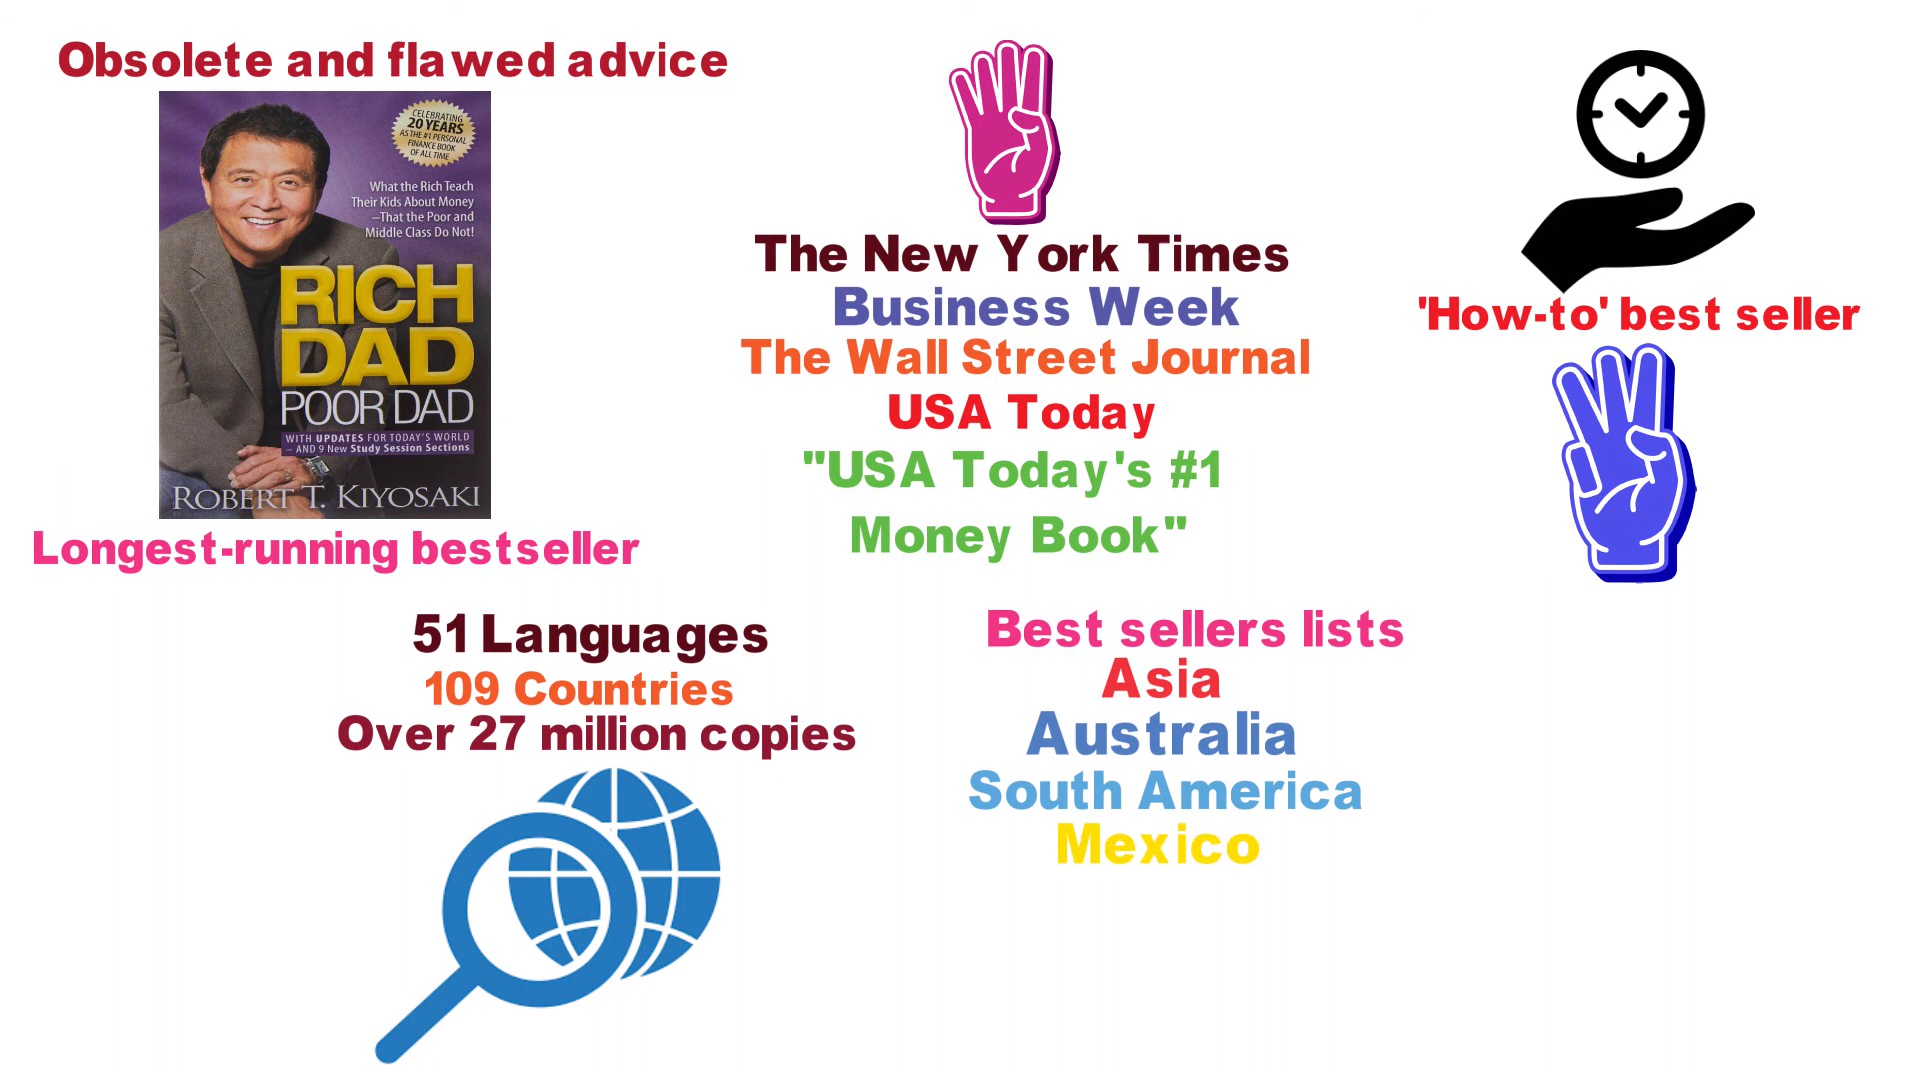 Obsolete and flawed advice
CELEBRATING
20 YEARS
AS THE #1 PERSONAL
FINANCE BOOK
OF ALL TIME
What the Rich Teach
Their Kids About Money
—That the Poor and
Middle Class Do Not!
RICH
DAD
POOR DAD
WITH UPDATES FOR TODAY'S WORLD
— AND 9 New Study Session Sections
ROBERT T. KIYOSAKI
Longest-running bestseller
The New York Times
Business Week
The Wall Street Journal
USA Today
"USA Today's #1
Money Book"
'How-to' best seller
51 Languages
109 Countries
Over 27 million copies
Best sellers lists
Asia
Australia
South America
Mexico